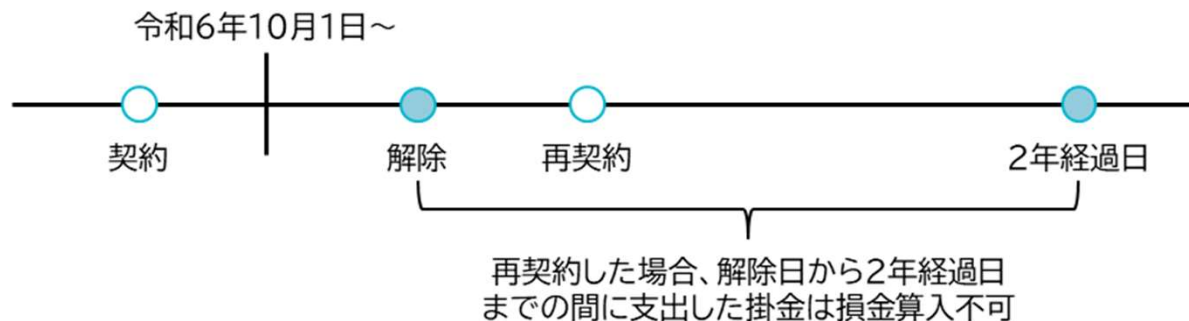 令和6年10月1日～
契約
解除
再契約
2年経過日
再契約した場合、解除日から2年経過日
までの間に支出した掛金は損金算入不可